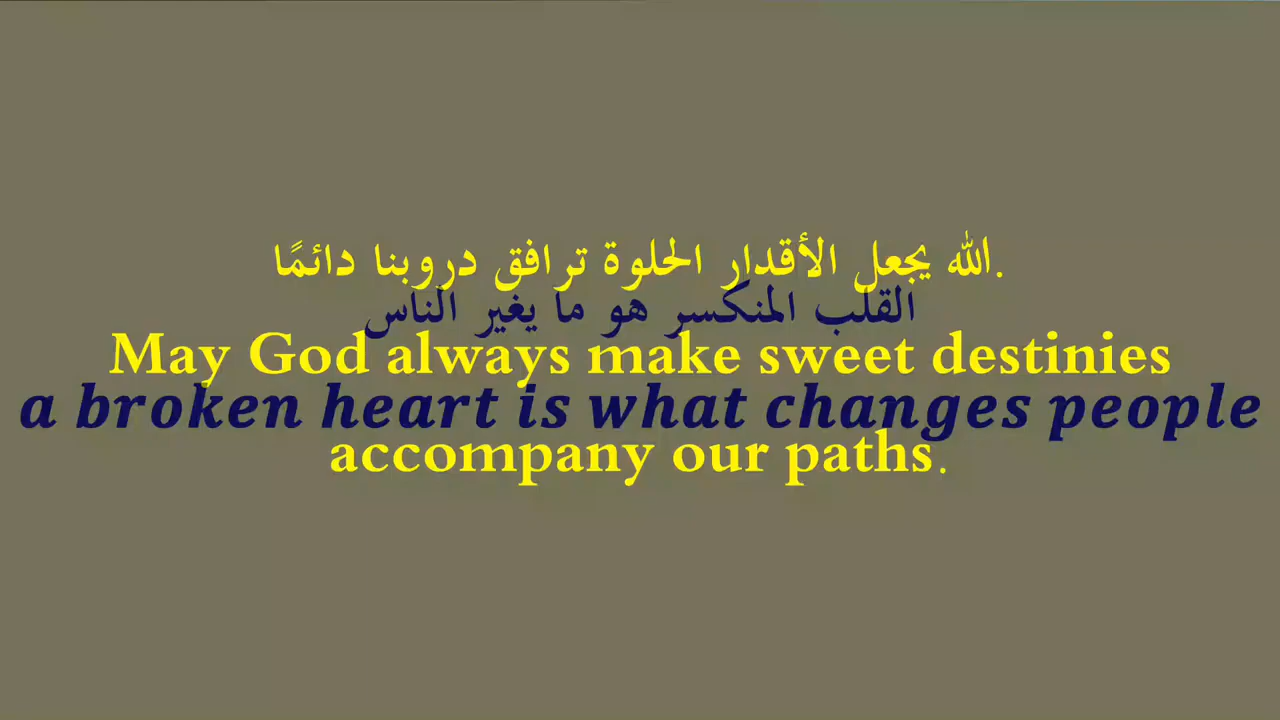 الله يجعل الأقدار الحلوة ترافق دروبنا دائمًا.
القلب المنكسر هو ما يغير الناس
May God always make sweet destinies
a broken heart is what changes people
accompany our paths.